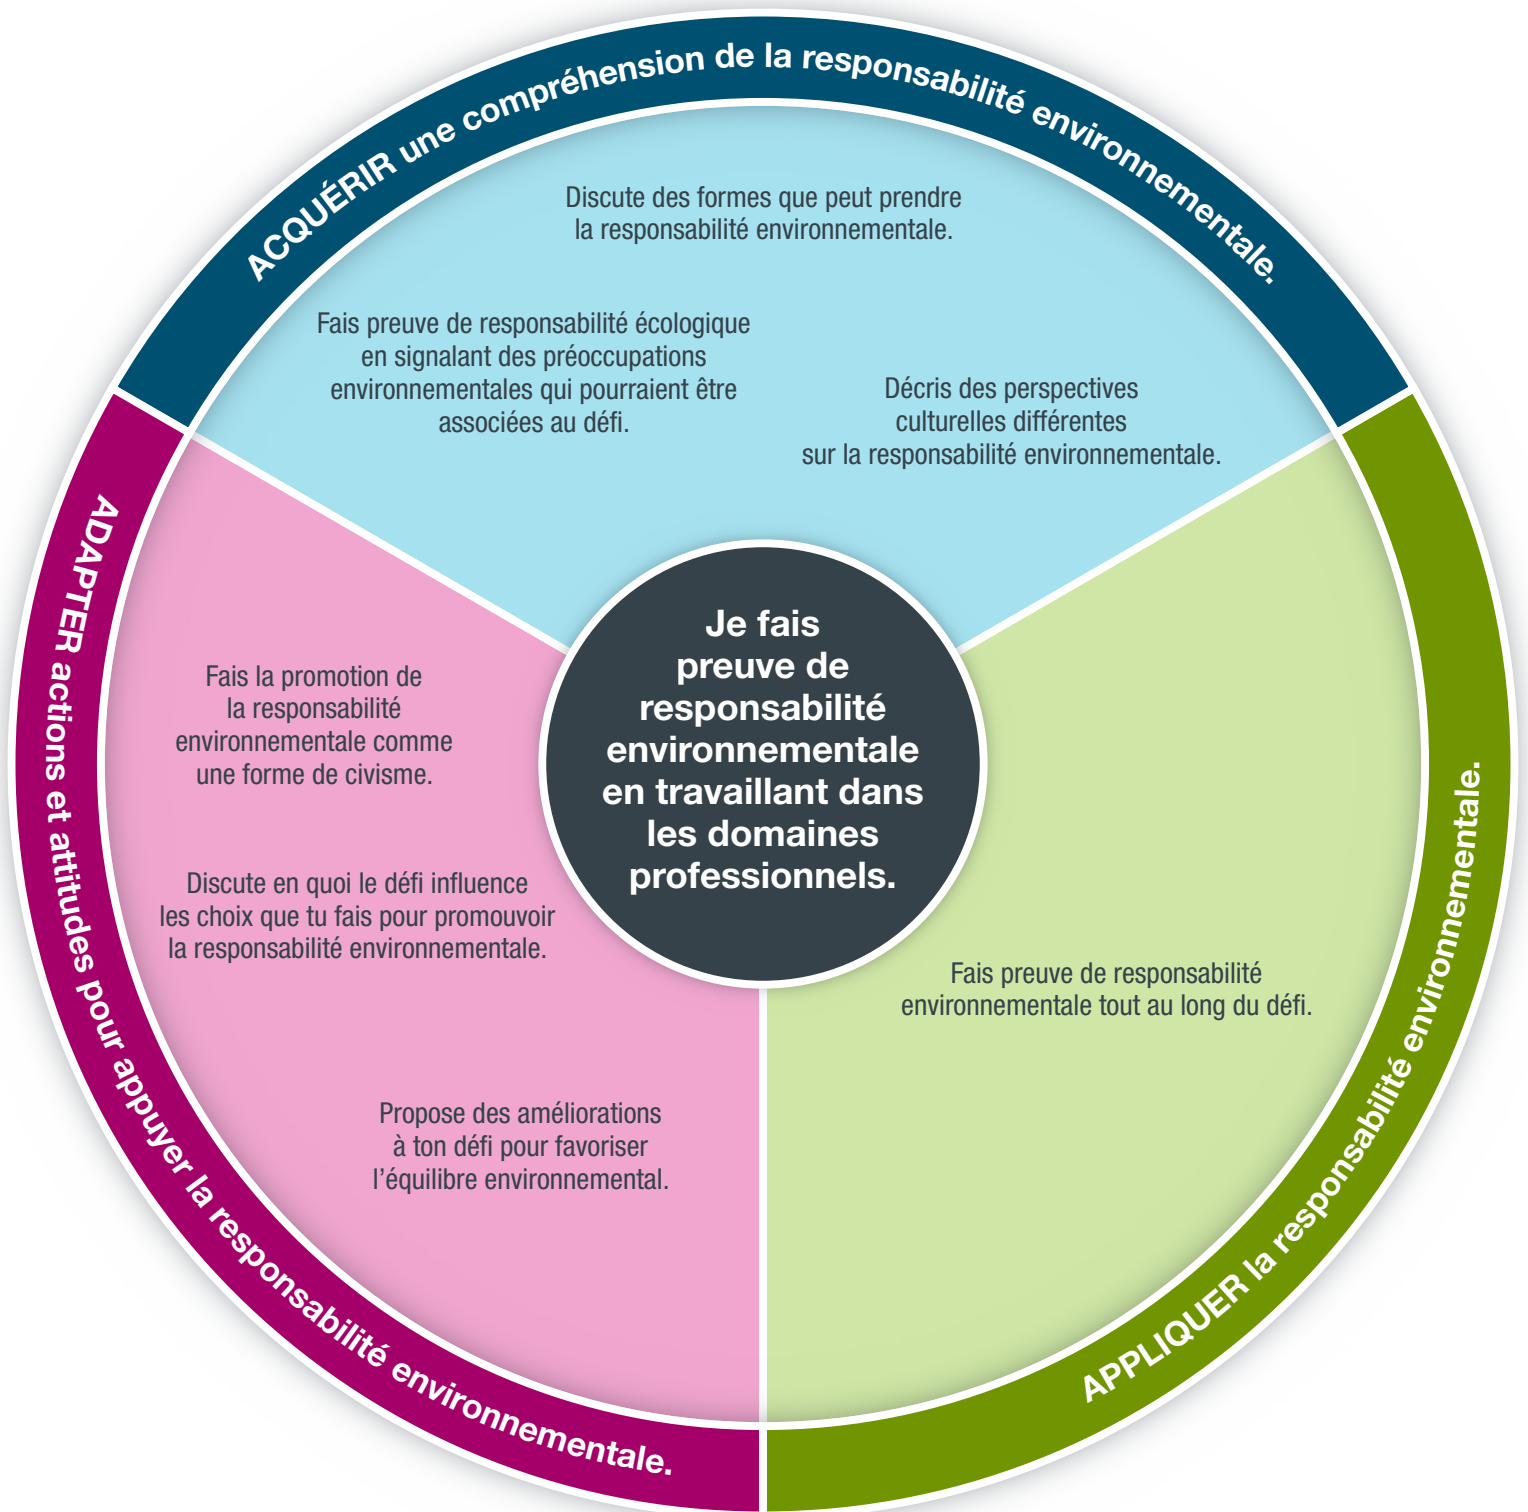 ACQUÉRIR une compréhension de la responsabilité environnementale.
Discute des formes que peut prendre
la responsabilité environnementale.
Fais preuve de responsabilité écologique
en signalant des préoccupations
environnementales qui pourraient être
associées au défi.
Décris des perspectives
culturelles différentes
sur la responsabilité environnementale.
Je fais
preuve de
responsabilité
environnementale
en travaillant dans
les domaines
professionnels.
ADAPTER actions et attitudes pour appuyer la responsabilité environnementale.
Fais la promotion de
la responsabilité
environnementale comme
une forme de civisme.
Discute en quoi le défi influence
les choix que tu fais pour promouvoir
la responsabilité environnementale.
Propose des améliorations
à ton défi pour favoriser
l’équilibre environnemental.
APPLIQUER la responsabilité environnementale.
Fais preuve de responsabilité
environnementale tout au long du défi.